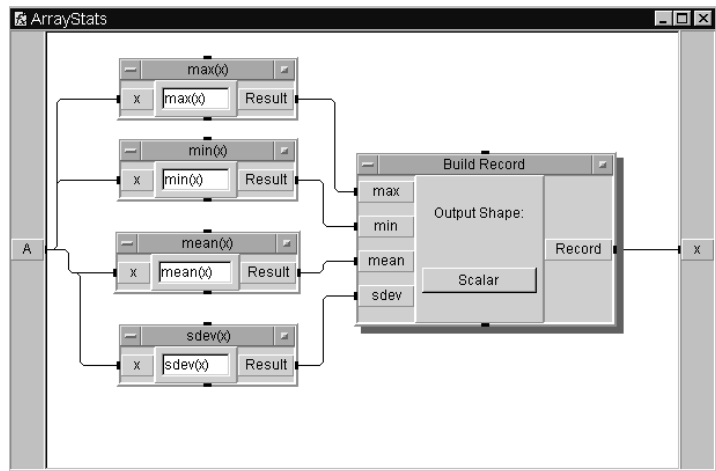 ArrayStats
max(x)
x max(x) Result
min(x)
x min(x) Result
Build Record
max
Output Shape:
min
A
mean(x)
x mean(x) Result
mean
Record
x
Scalar
sdev
sdev(x)
x sdev(x) Result